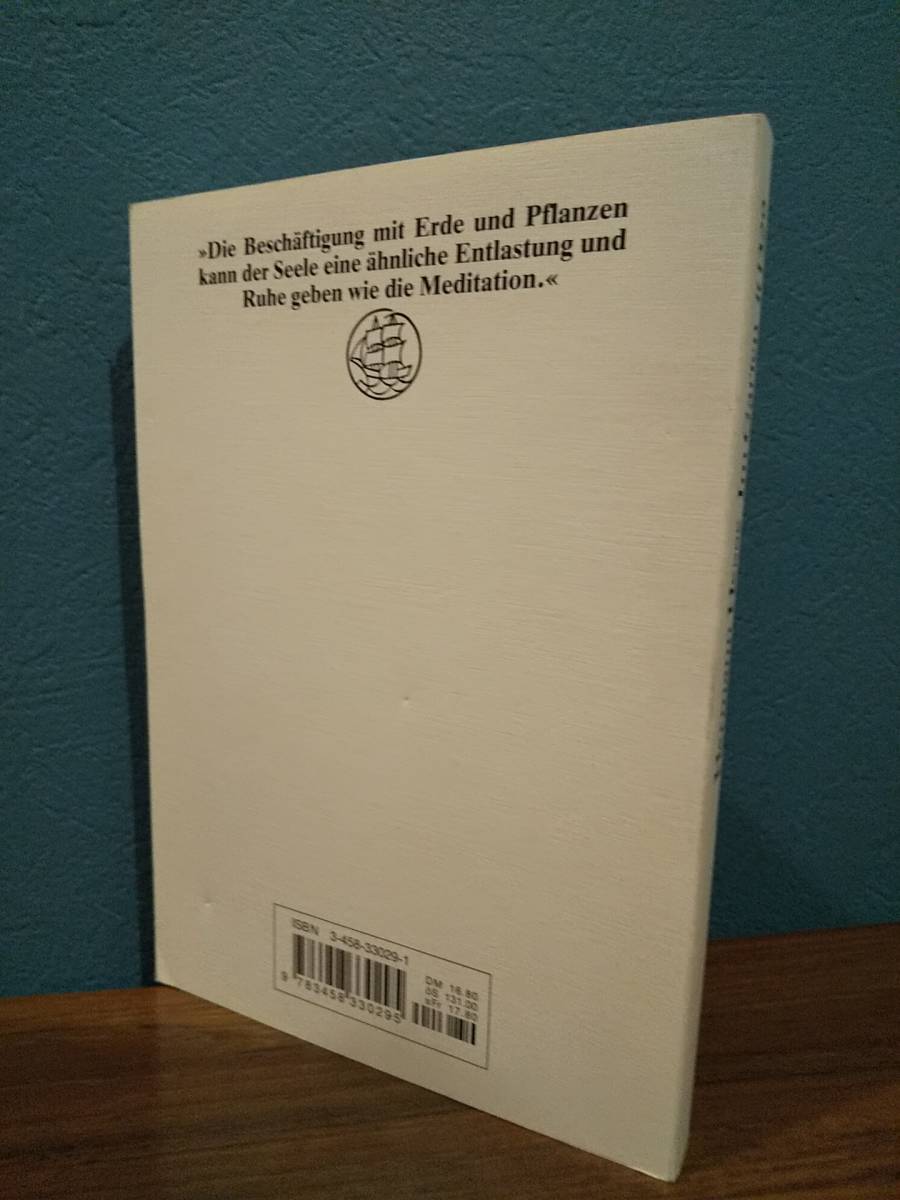 »Die Beschäftigung mit Erde und Pflanzen
kann der Seele eine ähnliche Entlastung und
Ruhe geben wie die Meditation.«
ISBN 3-458-33029-1
DM 16.80
öS 131.00
sFr 17.80
9 783458 330295